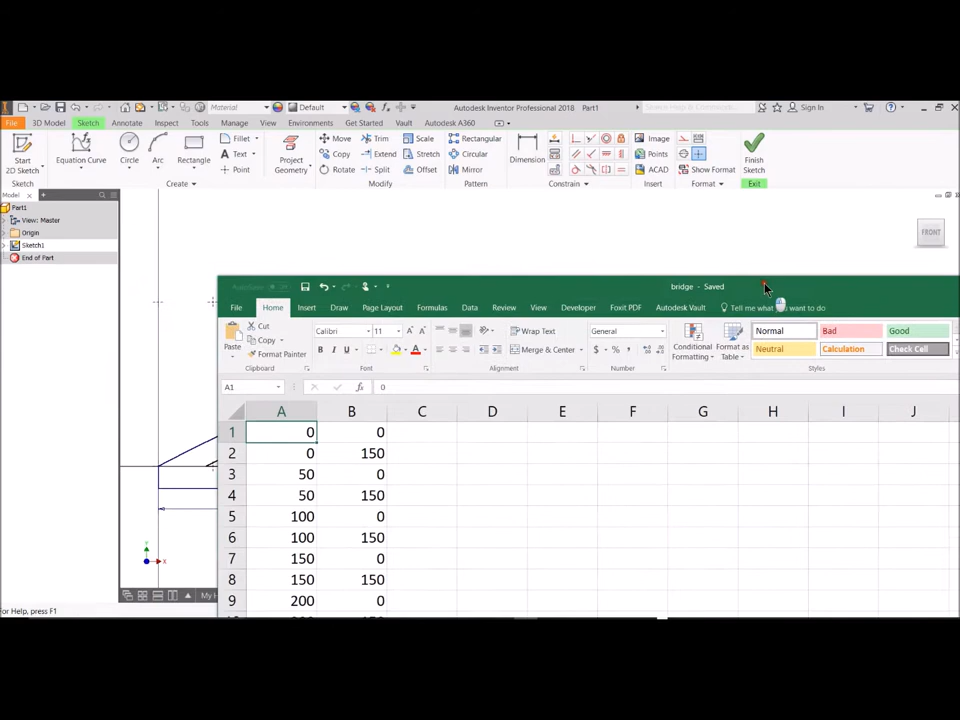 Material
Default
Autodesk Inventor Professional 2018 Part1
Sign In
File 3D Model Sketch Annotate Inspect Tools Manage View Environments Get Started Vault Autodesk A360
Start
2D Sketch
Equation Curve
Circle
Arc
Rectangle
Fillet
Text
Point
Project
Geometry
Move
Copy
Rotate
Trim
Extend
Split
Scale
Stretch
Offset
Rectangular
Circular
Mirror
Dimension
Image
Points
ACAD
Show Format
Finish
Sketch
Sketch Create Modify Pattern Constrain Insert Format Exit
Model
Part1
View: Master
Origin
Sketch1
End of Part
FRONT
bridge - Saved
File Home Insert Draw Page Layout Formulas Data Review View Developer Foxit PDF Autodesk Vault Tell me what you want to do
Paste
Cut
Copy
Format Painter
Calibri 11
B I U
Wrap Text
Merge & Center
General
$ % ,
Conditional
Formatting
Format as
Table
Normal Bad Good
Neutral Calculation Check Cell
Clipboard Font Alignment Number Styles
A1 fx 0
A B C D E F G H I J
1 0 0
2 0 150
3 50 0
4 50 150
5 100 0
6 100 150
7 150 0
8 150 150
9 200 0
My H
For Help, press F1